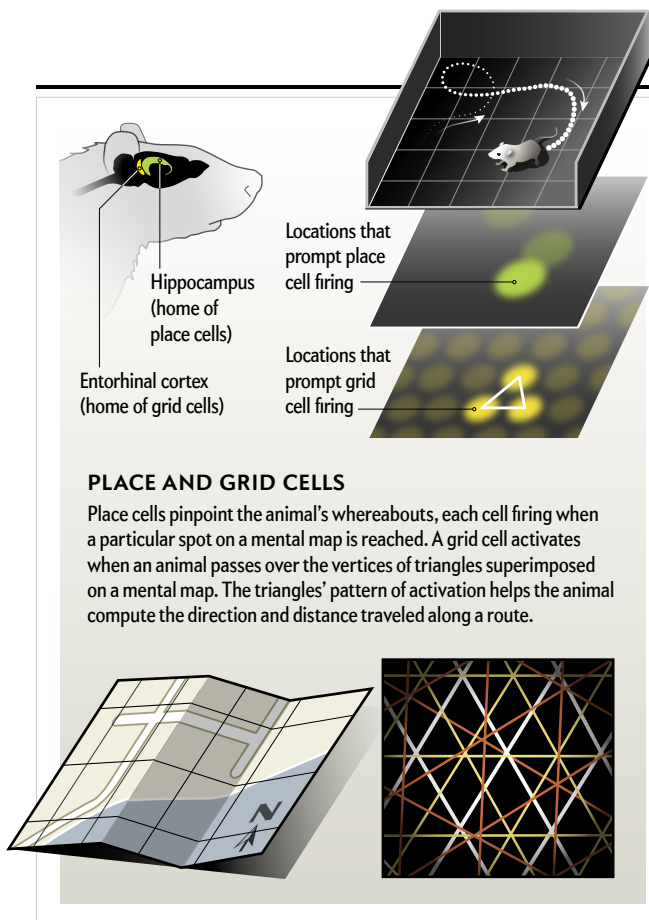 Locations that
prompt place
cell firing
Hippocampus
(home of
place cells)
Locations that
prompt grid
cell firing
Entorhinal cortex
(home of grid cells)
PLACE AND GRID CELLS
Place cells pinpoint the animal’s whereabouts, each cell firing when
a particular spot on a mental map is reached. A grid cell activates
when an animal passes over the vertices of triangles superimposed
on a mental map. The triangles’ pattern of activation helps the animal
compute the direction and distance traveled along a route.
N